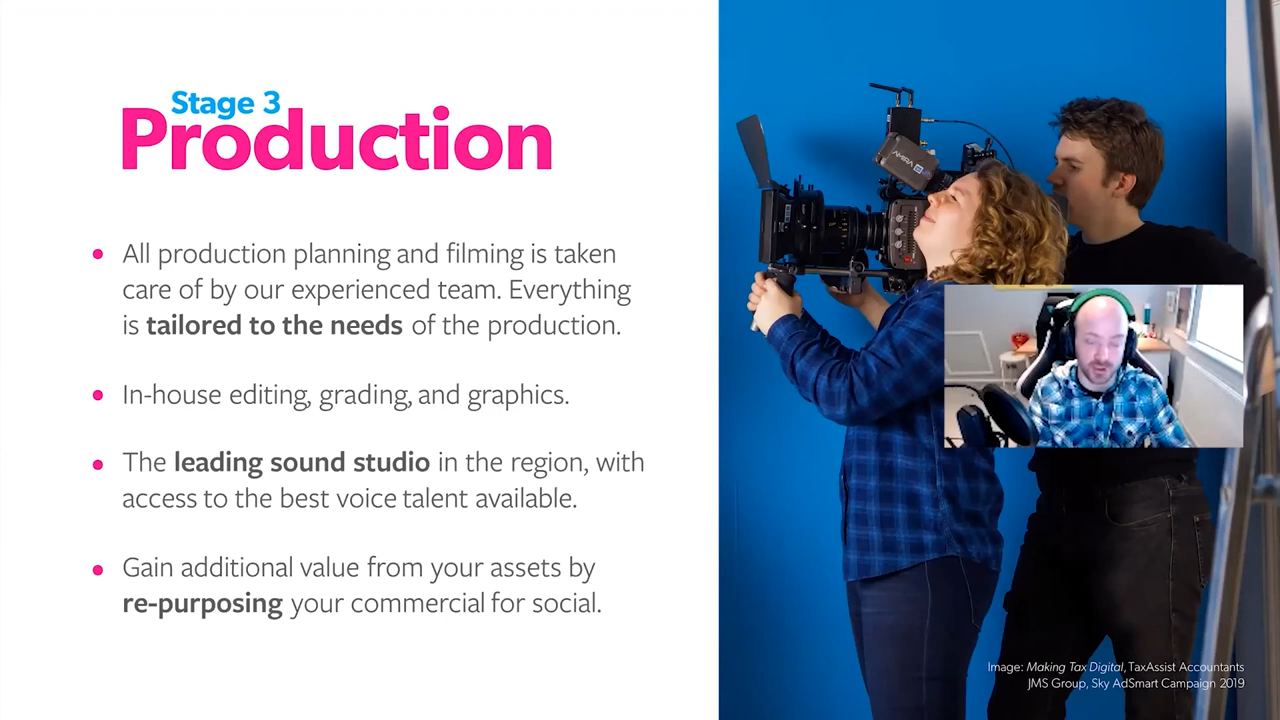 Stage 3
Production
• All production planning and filming is taken
care of by our experienced team. Everything
is tailored to the needs of the production.
• In-house editing, grading, and graphics.
• The leading sound studio in the region, with
access to the best voice talent available.
• Gain additional value from your assets by
re-purposing your commercial for social.
Image: Making Tax Digital, TaxAssist Accountants
JMS Group, Sky AdSmart Campaign 2019